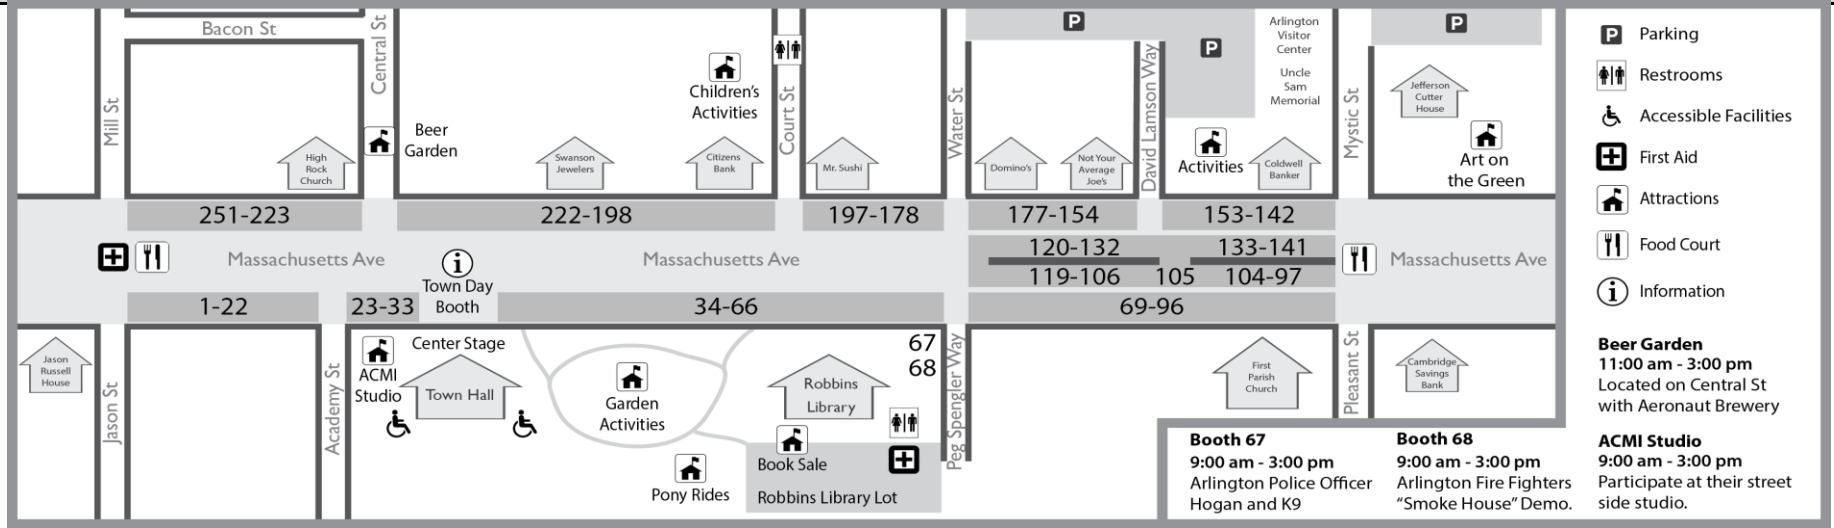 Bacon St
Central St
Mill St
Children's
Activities
Beer
Garden
Court St
High
Rock
Church
Swanson
Jewelers
Citizens
Bank
Mr. Sushi
Water St
P
David Lamson Way
P
Arlington
Visitor
Center
Uncle
Sam
Memorial
Domino's
Not Your
Average
Joe's
Activities
Coldwell
Banker
Mystic St
P
Jefferson
Cutter
House
Art on
the Green
251-223
222-198
197-178
177-154
153-142
120-132
133-141
119-106
105
104-97
Massachusetts Ave
i
Town Day
Booth
Massachusetts Ave
Massachusetts Ave
1-22
23-33
34-66
69-96
Jason
Russell
House
Jason St
Academy St
ACMI
Studio
Center Stage
Town Hall
Garden
Activities
Pony Rides
Robbins
Library
67
68
Book Sale
Robbins Library Lot
Peg Spengler Way
First
Parish
Church
Pleasant St
Cambridge
Savings
Bank
Booth 67
9:00 am - 3:00 pm
Arlington Police Officer
Hogan and K9
Booth 68
9:00 am - 3:00 pm
Arlington Fire Fighters
"Smoke House" Demo.
P Parking
Restrooms
Accessible Facilities
First Aid
Attractions
Food Court
i Information
Beer Garden
11:00 am - 3:00 pm
Located on Central St
with Aeronaut Brewery
ACMI Studio
9:00 am - 3:00 pm
Participate at their street
side studio.